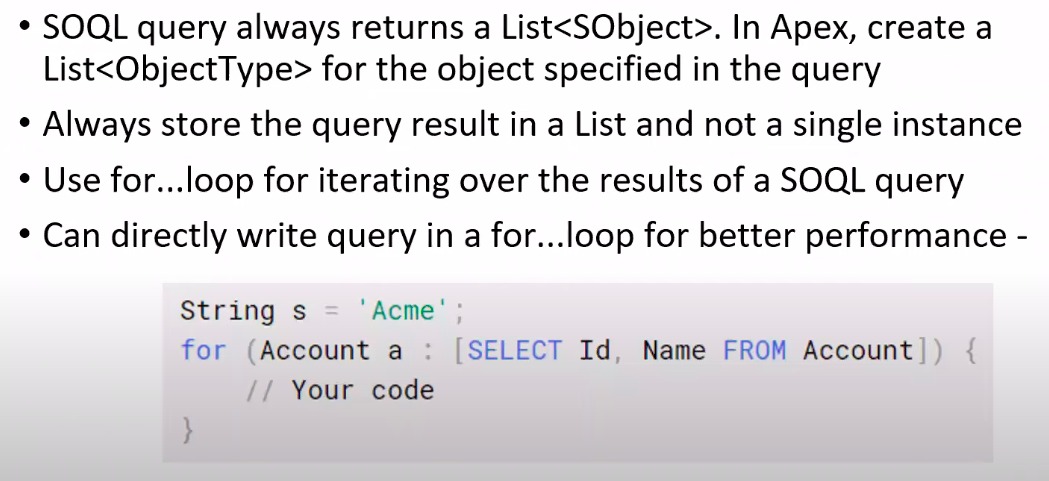 • SOQL query always returns a List<SObject>. In Apex, create a
List<ObjectType> for the object specified in the query
• Always store the query result in a List and not a single instance
• Use for...loop for iterating over the results of a SOQL query
• Can directly write query in a for...loop for better performance -
String s = 'Acme';
for (Account a : [SELECT Id, Name FROM Account]) {
    // Your code
}